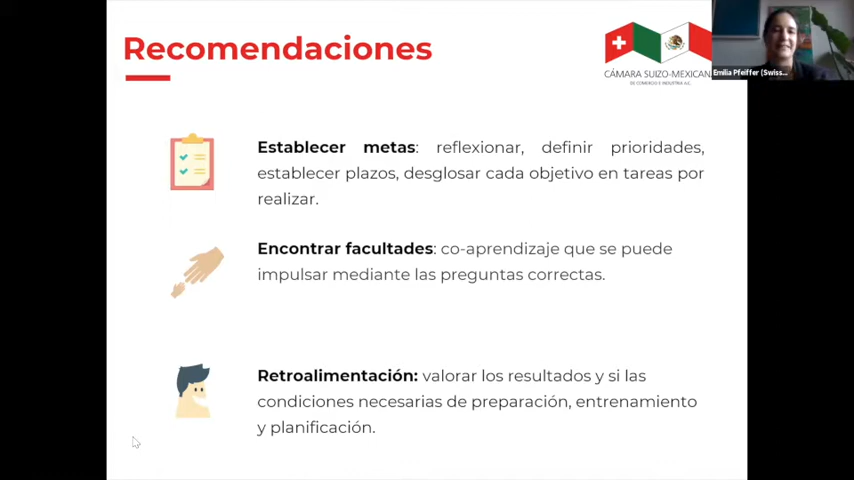 Recomendaciones
CÁMARA SUIZO-MEXICAN
DE COMERCIO E INDUSTRIA A.C.
Emilia Pfeiffer (Swiss...
Establecer metas: reflexionar, definir prioridades,
establecer plazos, desglosar cada objetivo en tareas por
realizar.
Encontrar facultades: co-aprendizaje que se puede
impulsar mediante las preguntas correctas.
Retroalimentación: valorar los resultados y si las
condiciones necesarias de preparación, entrenamiento
y planificación.